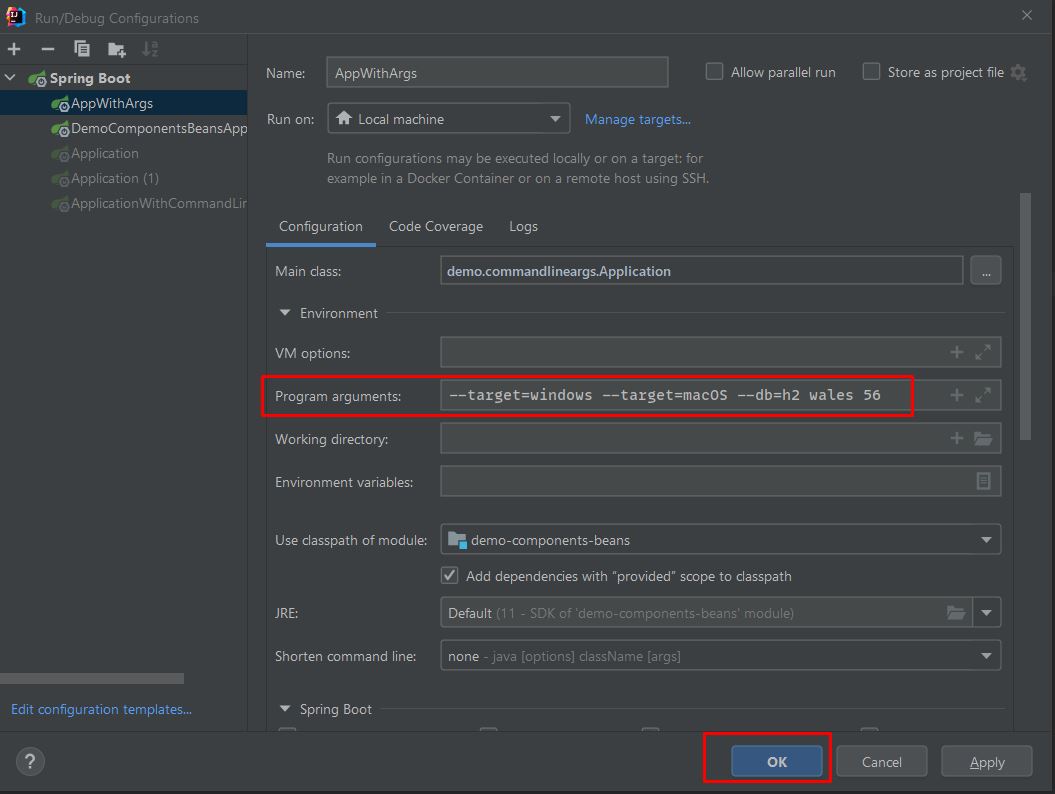 Run/Debug Configurations
Spring Boot
AppWithArgs
DemoComponentsBeansApp
Application
Application (1)
ApplicationWithCommandLin
Edit configuration templates...
Name: AppWithArgs Allow parallel run Store as project file
Run on: Local machine Manage targets...
Run configurations may be executed locally or on a target: for
example in a Docker Container or on a remote host using SSH.
Configuration Code Coverage Logs
Main class: demo.commandlineargs.Application ...
Environment
VM options:
Program arguments: --target=windows --target=macOS --db=h2 wales 56
Working directory:
Environment variables:
Use classpath of module: demo-components-beans
Add dependencies with “provided” scope to classpath
JRE: Default (11 - SDK of 'demo-components-beans' module)
Shorten command line: none - java [options] className [args]
Spring Boot
? OK Cancel Apply